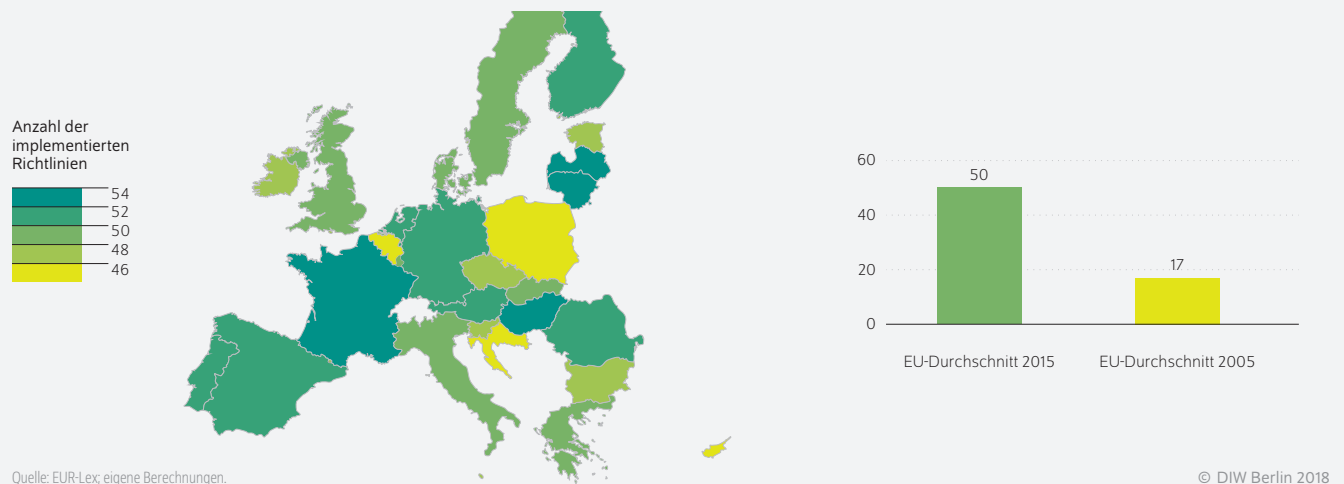 Anzahl der
implementierten
Richtlinien
54
52
50
48
46
60
40
20
0
50
17
EU-Durchschnitt 2015
EU-Durchschnitt 2005
Quelle: EUR-Lex; eigene Berechnungen.
© DIW Berlin 2018